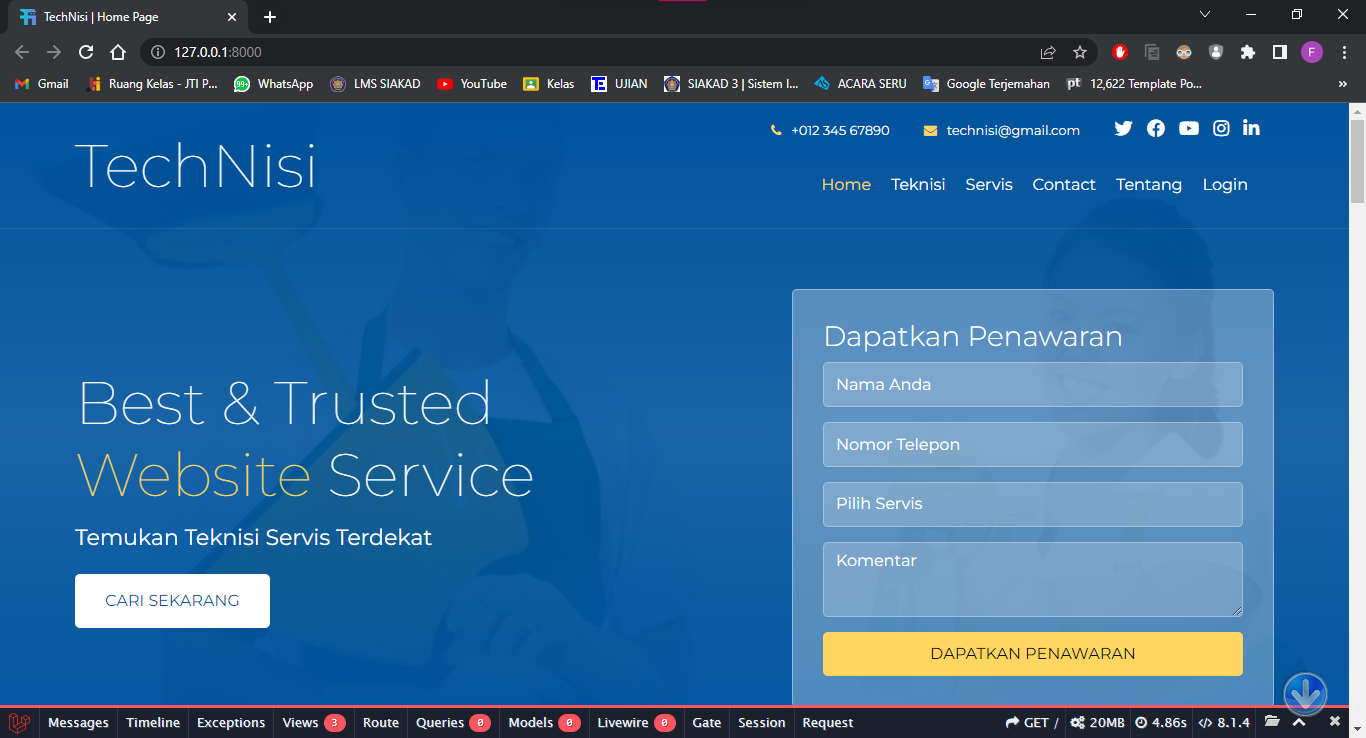 TechNisi | Home Page
127.0.0.1:8000
Gmail
Ruang Kelas - JTI P...
99+
WhatsApp
LMS SIAKAD
YouTube
Kelas
UJIAN
SIAKAD 3 | Sistem I...
ACARA SERU
Google Terjemahan
pt
12,622 Template Po...
»
F
+012 345 67890
technisi@gmail.com
TechNisi
Home
Teknisi
Servis
Contact
Tentang
Login
Best & Trusted
Website Service
Temukan Teknisi Servis Terdekat
CARI SEKARANG
Dapatkan Penawaran
Nama Anda
Nomor Telepon
Pilih Servis
Komentar
DAPATKAN PENAWARAN
Messages
Timeline
Exceptions
Views 3
Route
Queries 0
Models 0
Livewire 0
Gate
Session
Request
GET /
20MB
4.86s
8.1.4